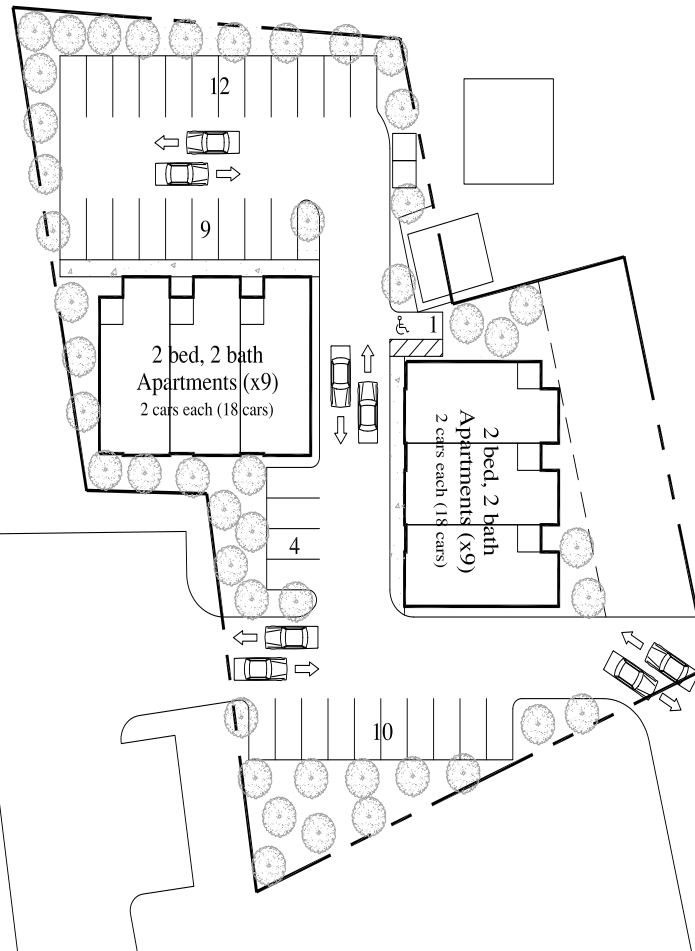 12
9
1
2 bed, 2 bath
Apartments (x9)
2 cars each (18 cars)
2 bed, 2 bath
Apartments (x9)
2 cars each (18 cars)
4
10